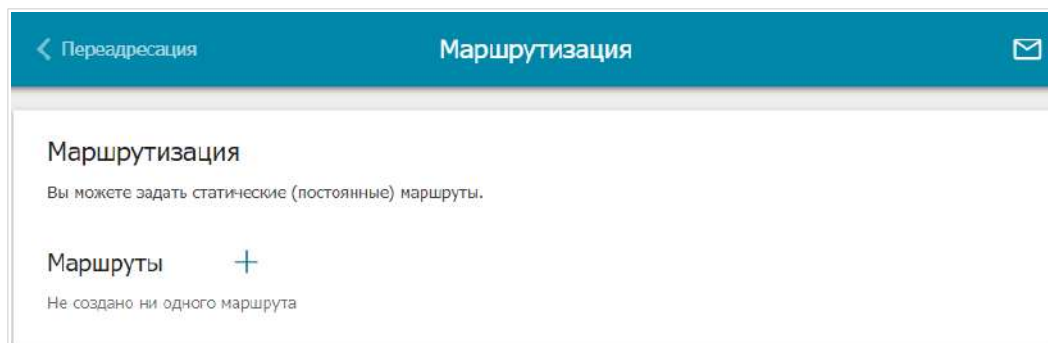 Переадресация
Маршрутизация
Маршрутизация
Вы можете задать статические (постоянные) маршруты.
Маршруты +
Не создано ни одного маршрута